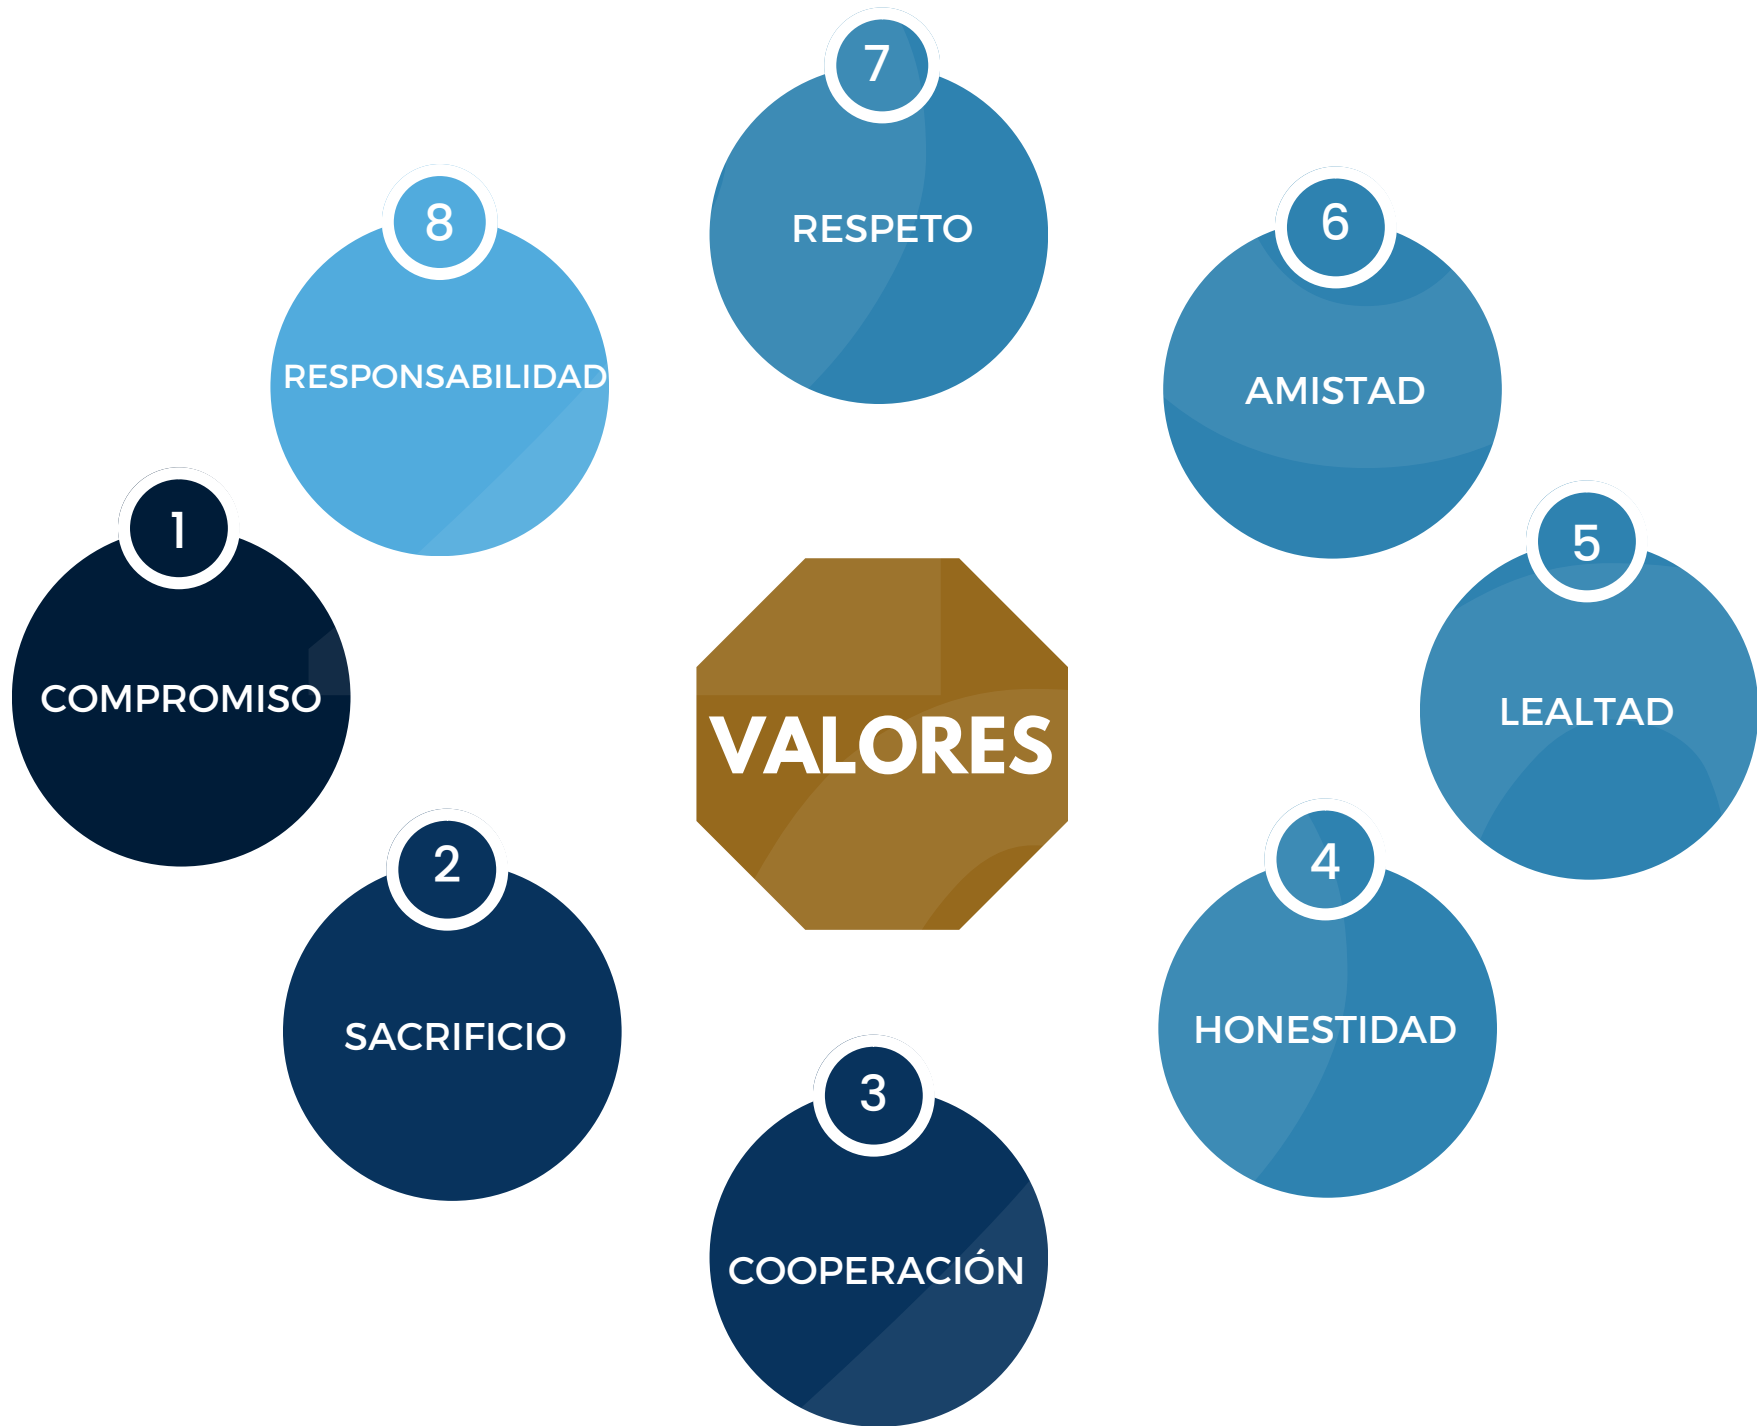 7
RESPETO
8
RESPONSABILIDAD
6
AMISTAD
1
COMPROMISO
5
LEALTAD
VALORES
2
SACRIFICIO
4
HONESTIDAD
3
COOPERACIÓN